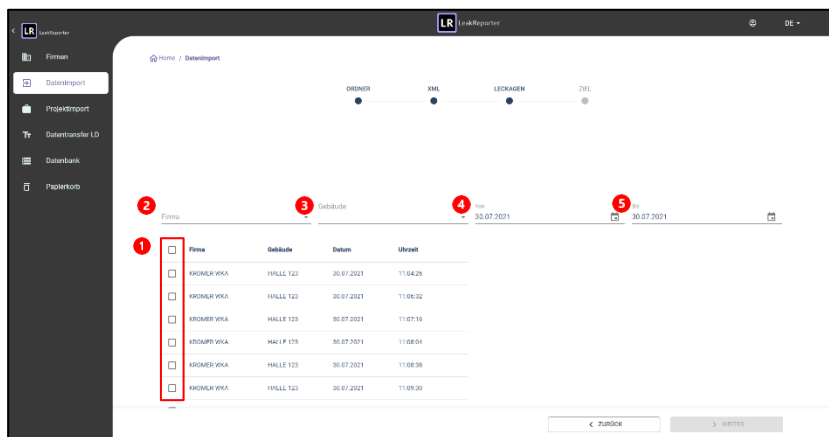 LR LeakReporter
LR LeakReporter DE
Firmen
Datenimport
Projektimport
Datentransfer LD
Datenbank
Papierkorb
Home / Datenimport
ORDNER XML LECKAGEN ZIEL
2 3 4 5
Firma Gebäude Von 30.07.2021 Bis 30.07.2021
1
Firma Gebäude Datum Uhrzeit
KROMER WKA HALLE 123 30.07.2021 11:04:26
KROMER WKA HALLE 123 30.07.2021 11:06:32
KROMER WKA HALLE 123 30.07.2021 11:07:16
KROMER WKA HALLE 123 30.07.2021 11:08:04
KROMER WKA HALLE 123 30.07.2021 11:08:38
KROMER WKA HALLE 123 30.07.2021 11:09:30
< ZURÜCK > WEITER